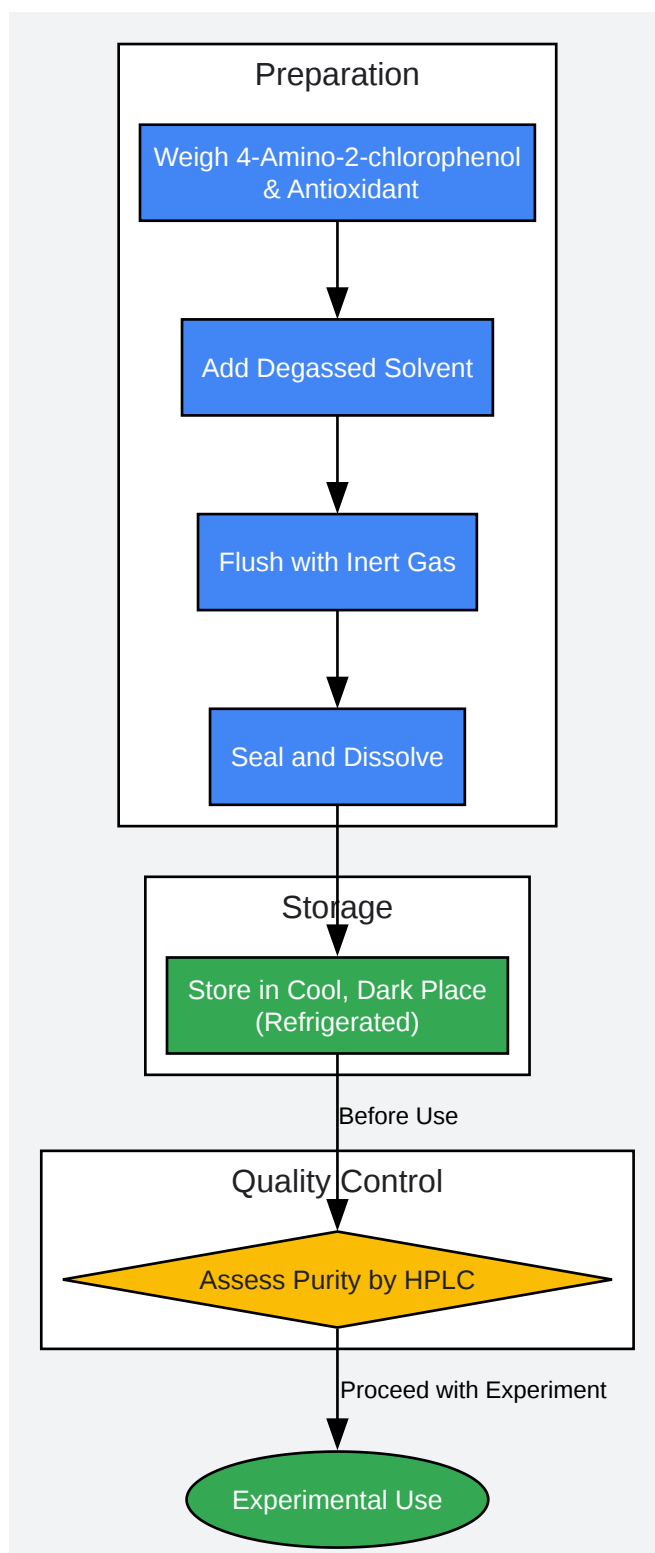 Preparation
Weigh 4-Amino-2-chlorophenol
& Antioxidant
Add Degassed Solvent
Flush with Inert Gas
Seal and Dissolve
Storage
Store in Cool, Dark Place
(Refrigerated)
Before Use
Quality Control
Assess Purity by HPLC
Proceed with Experiment
Experimental Use